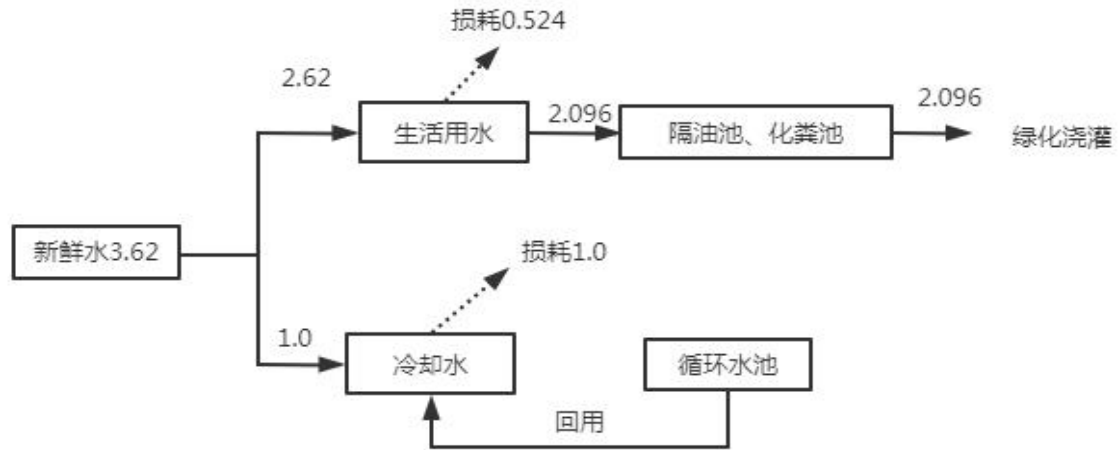 损耗0.524
2.62
生活用水
2.096
隔油池、化粪池
2.096
绿化浇灌
新鲜水3.62
损耗1.0
1.0
冷却水
循环水池
回用